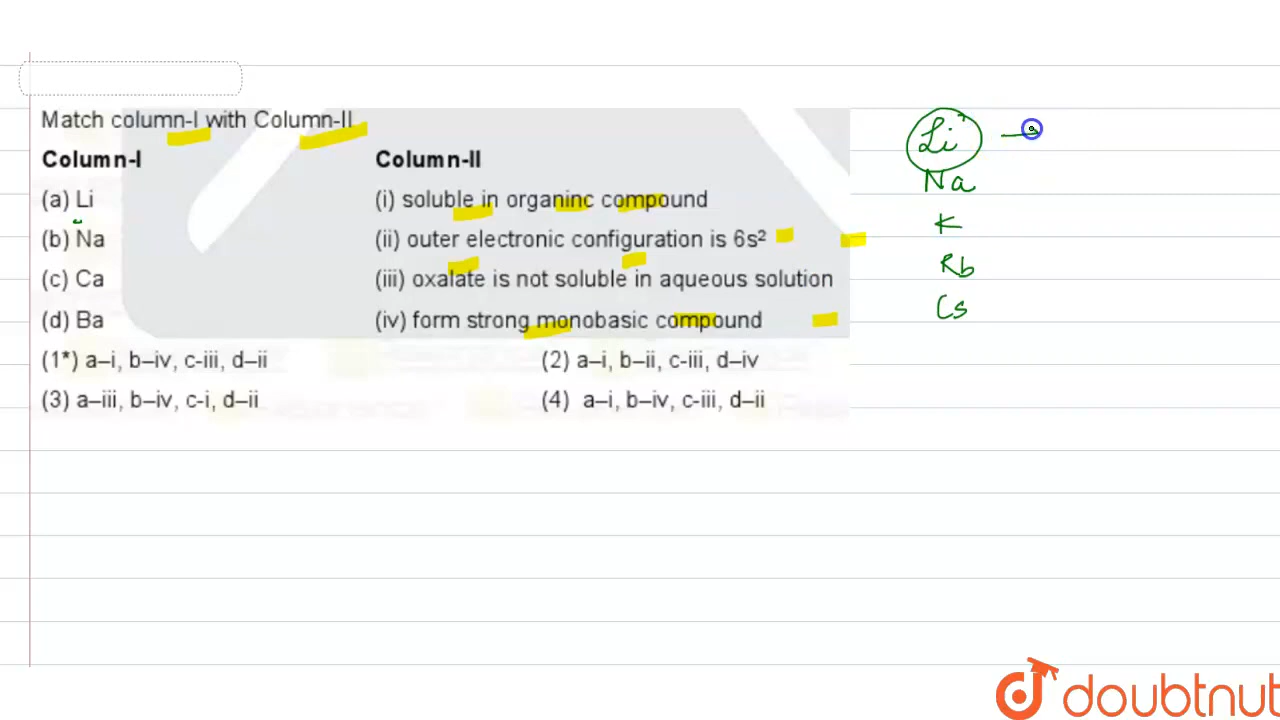 Match column-I with Column-II
Column-I Column-II
(a) Li (i) soluble in organinc compound
(b) Na (ii) outer electronic configuration is 6s²
(c) Ca (iii) oxalate is not soluble in aqueous solution
(d) Ba (iv) form strong monobasic compound
(1*) a–i, b–iv, c-iii, d–ii (2) a–i, b–ii, c-iii, d–iv
(3) a–iii, b–iv, c-i, d–ii (4) a–i, b–iv, c-iii, d–ii
Li⁺ →
Na
K
Rb
Cs
doubtnut